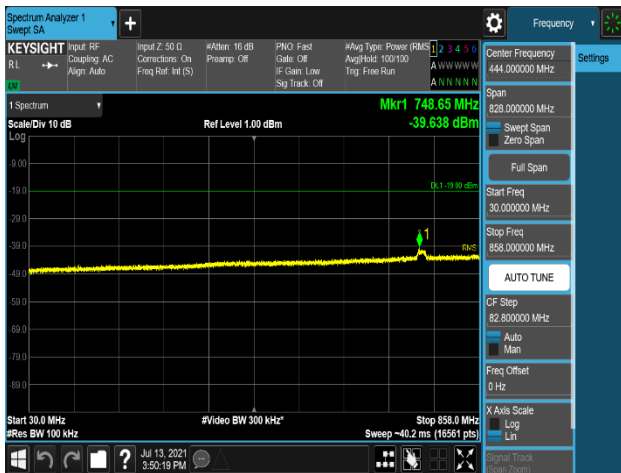 Spectrum Analyzer 1
Swept SA
+
Frequency
KEYSIGHT
RL
Input: RF
Coupling: AC
Align: Auto
Input Z: 50 Ω
Corrections: On
Freq Ref: Int (S)
#Atten: 16 dB
Preamp: Off
PNO: Fast
Gate: Off
IF Gain: Low
Sig Track: Off
#Avg Type: Power (RMS
Avg|Hold: 100/100
Trig: Free Run
1 2 3 4 5 6
A W W W W W
A N N N N N
1 Spectrum
Scale/Div 10 dB
Log
Ref Level 1.00 dBm
Mkr1 748.65 MHz
-39.638 dBm
-9.00
-19.0
DL1 -19.00 dBm
-29.0
-39.0
1
RMS
-49.0
-59.0
-69.0
-79.0
-89.0
Start 30.0 MHz
#Res BW 100 kHz
#Video BW 300 kHz*
Stop 858.0 MHz
Sweep ~40.2 ms (16561 pts)
?
Jul 13, 2021
3:50:19 PM
Settings
Center Frequency
444.000000 MHz
Span
828.000000 MHz
Swept Span
Zero Span
Full Span
Start Freq
30.000000 MHz
Stop Freq
858.000000 MHz
AUTO TUNE
CF Step
82.800000 MHz
Auto
Man
Freq Offset
0 Hz
X Axis Scale
Log
Lin
Signal Track
(Span Zoom)